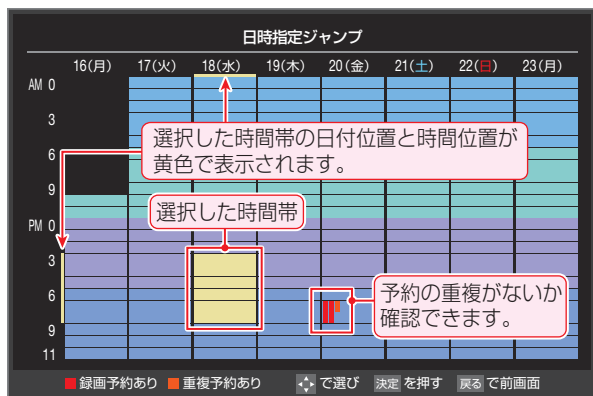 日時指定ジャンプ
16(月) 17(火) 18(水) 19(木) 20(金) 21(土) 22(日) 23(月)
AM 0
3
選択した時間帯の日付位置と時間位置が
黄色で表示されます。
6
9
選択した時間帯
PM 0
3
予約の重複がないか
確認できます。
6
9
11
録画予約あり 重複予約あり で選び 決定 を押す 戻る で前画面